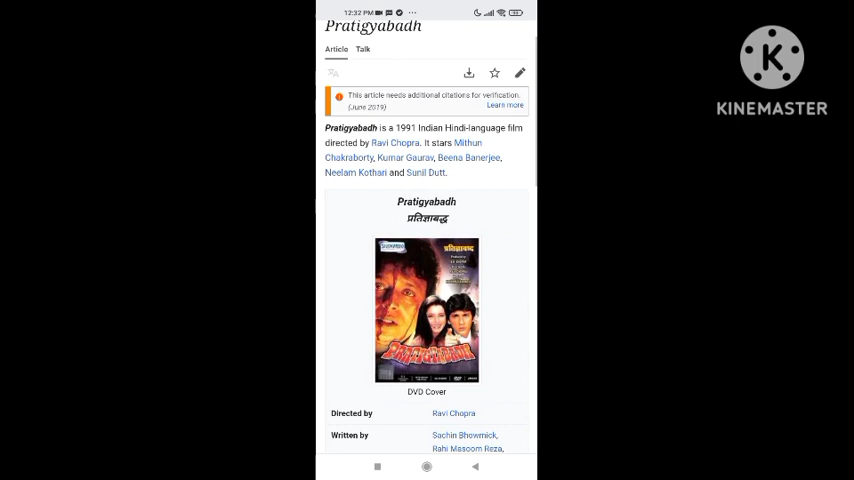 12:32 PM
Pratigyabadh
Article Talk
This article needs additional citations for verification.
(June 2019) Learn more
Pratigyabadh is a 1991 Indian Hindi-language film
directed by Ravi Chopra. It stars Mithun
Chakraborty, Kumar Gaurav, Beena Banerjee,
Neelam Kothari and Sunil Dutt.
Pratigyabadh
प्रतिज्ञाबद्ध
प्रतिज्ञाबध्द
PRATIGYABADH
DVD Cover
Directed by Ravi Chopra
Written by Sachin Bhowmick,
Rahi Masoom Reza,
K
KINEMASTER